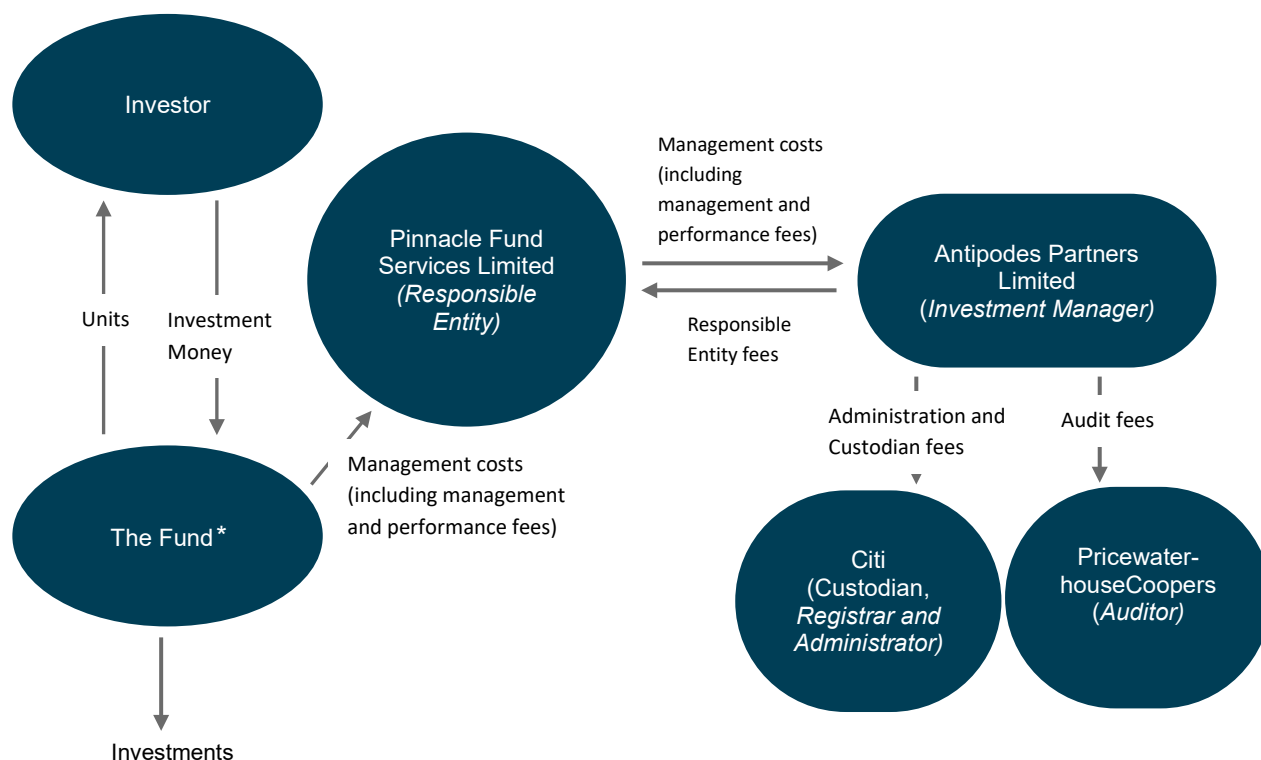 Investor
Units
Investment
Money
The Fund*
Investments
Pinnacle Fund
Services Limited
(Responsible
Entity)
Management costs
(including management
and performance fees)
Management costs
(including
management and
performance fees)
Responsible
Entity fees
Antipodes Partners
Limited
(Investment Manager)
Administration and
Custodian fees
Audit fees
Citi
(Custodian,
Registrar and
Administrator)
Pricewater-
houseCoopers
(Auditor)